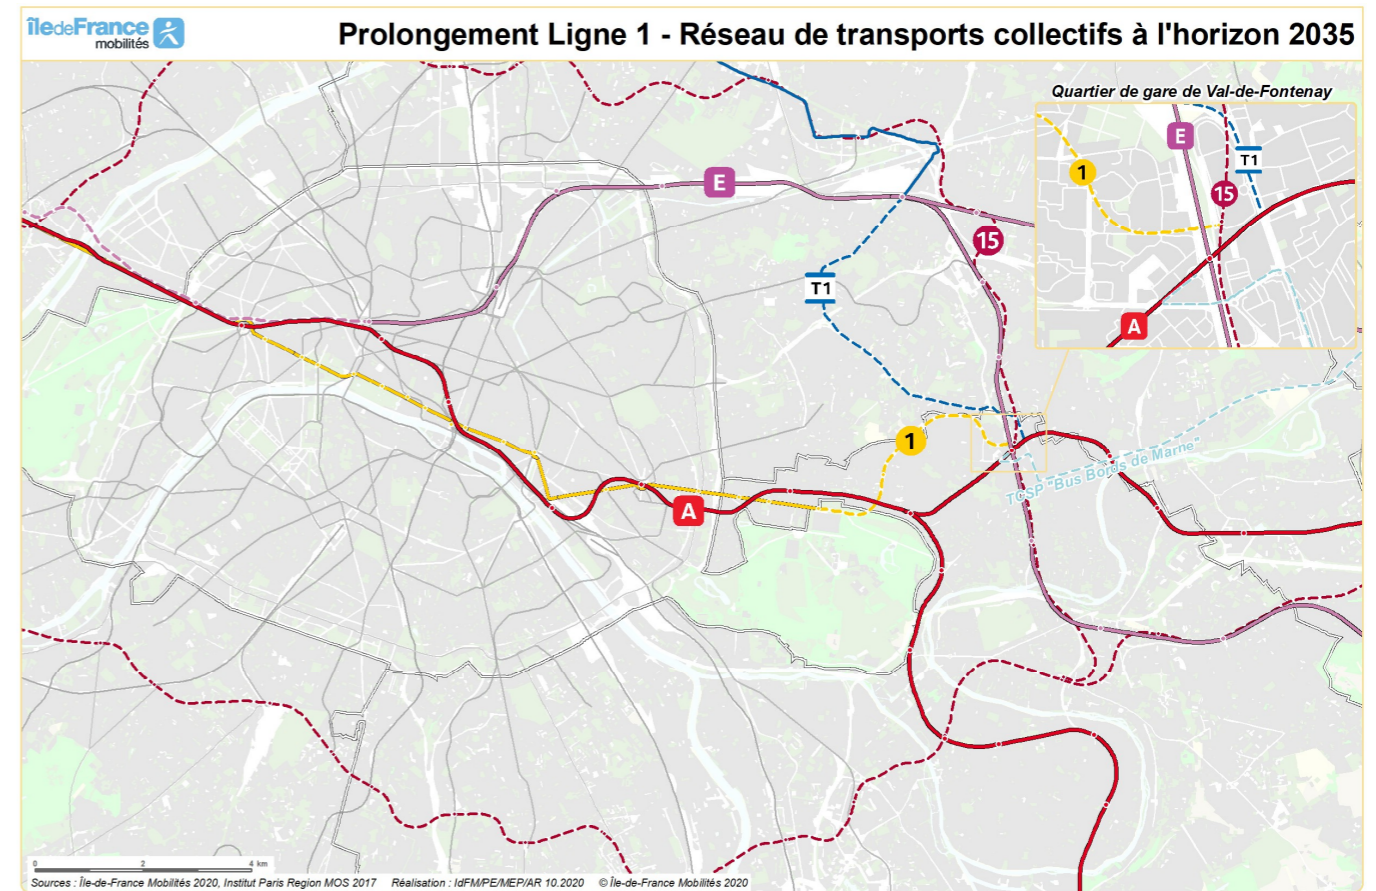 îledeFrance
mobilités
Prolongement Ligne 1 - Réseau de transports collectifs à l'horizon 2035
Quartier de gare de Val-de-Fontenay
E
T1
1
15
A
E
15
T1
1
A
TCSP "Bus Bords de Marne"
0 2 4 km
Sources : Île-de-France Mobilités 2020, Institut Paris Region MOS 2017 Réalisation : IdFM/PE/MEP/AR 10.2020 © Île-de-France Mobilités 2020